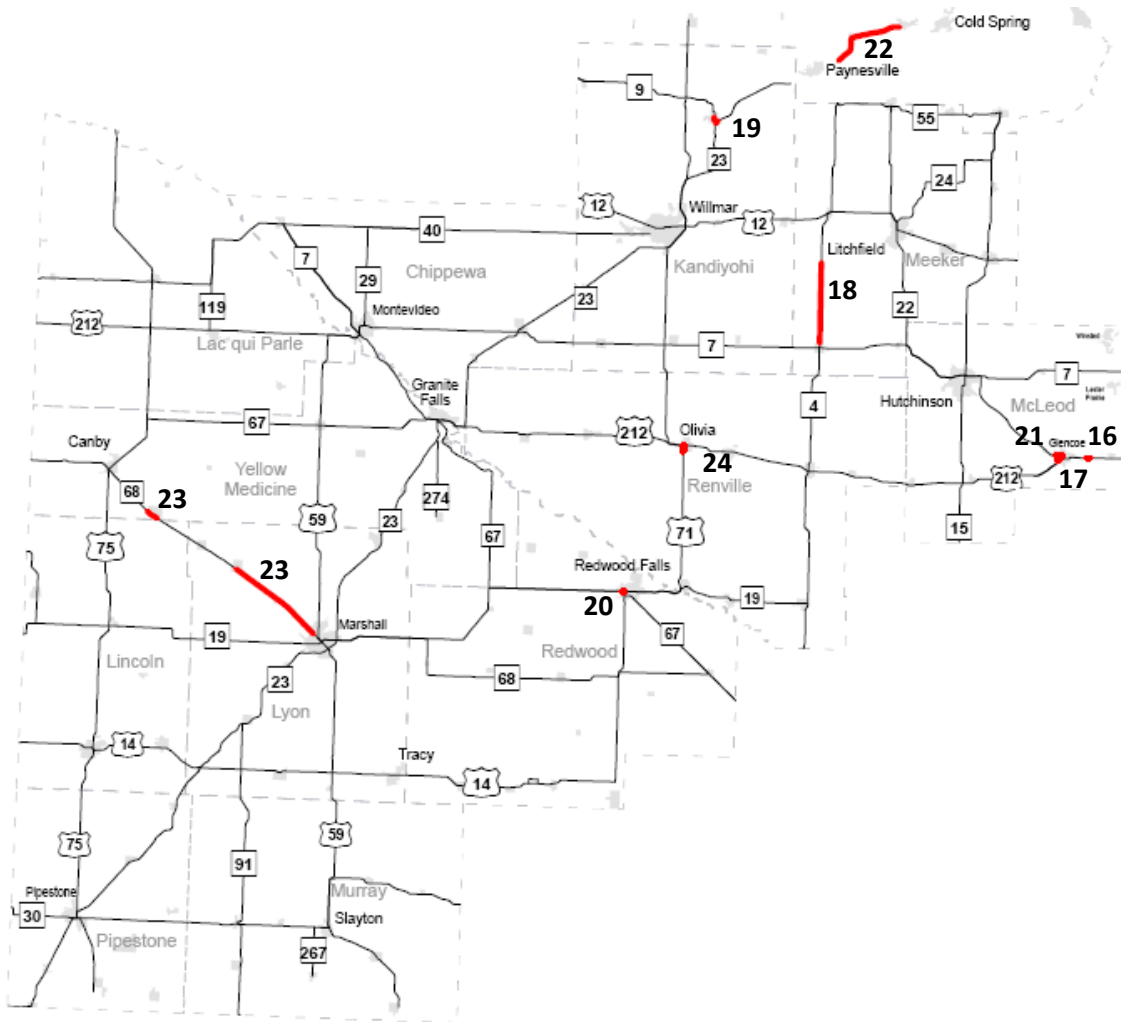 Cold Spring
22
Paynesville
9
19
55
23
24
12
Willmar
12
40
Litchfield
7
Chippewa
Kandiyohi
Meeker
29
18
23
119
Montevideo
22
212
Lac qui Parle
Winsted
7
7
Granite
Falls
Hutchinson
Lester
Prairie
4
McLeod
67
Olivia
212
Canby
21
Glencoe
16
24
Yellow
Medicine
Renville
17
68
23
274
212
59
23
71
67
15
75
23
Redwood Falls
20
19
Marshall
67
19
Redwood
Lincoln
23
68
Lyon
14
Tracy
14
75
59
91
Pipestone
Murray
30
Slayton
Pipestone
267